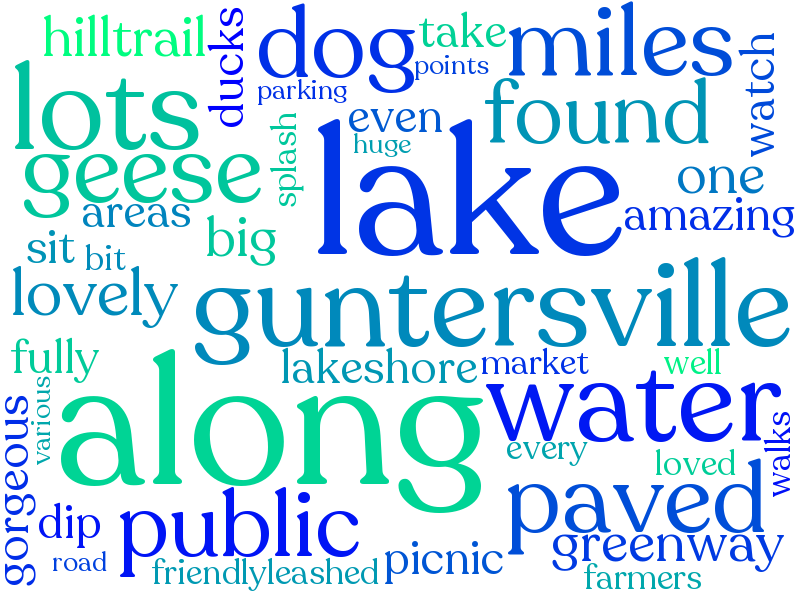 hilltrail
ducks
dog
take
points
miles
watch
parking
lots
even
huge
found
splash
geese
lake
one
areas
amazing
sit
bit
big
lovely
guntersville
fully
lakeshore
market
well
various
along
water
gorgeous
every
loved
walks
dip
public
paved
road
friendlyleashed
picnic
greenway
farmers